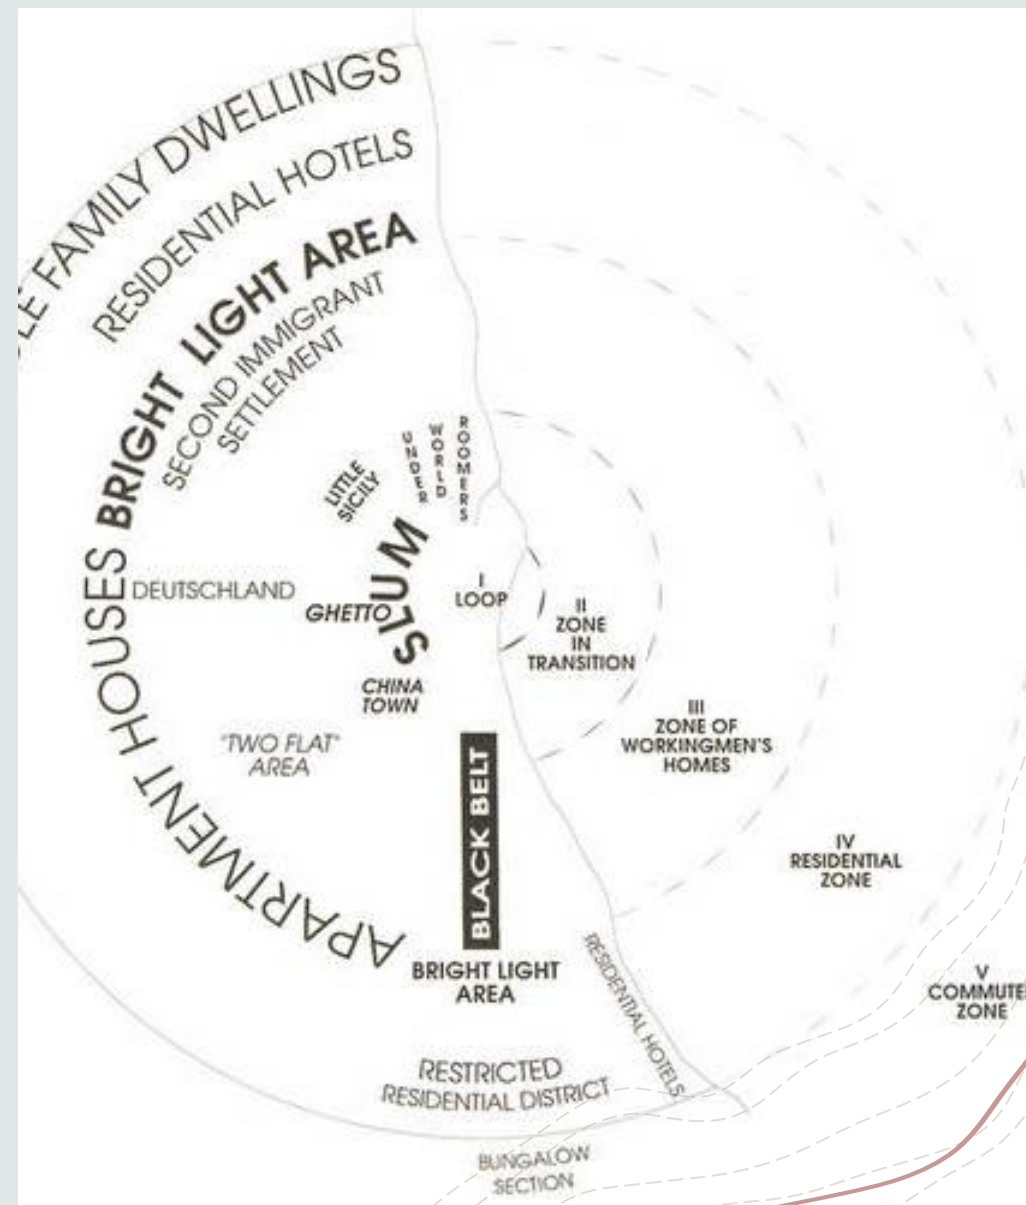 LE FAMILY DWELLINGS
RESIDENTIAL HOTELS
BRIGHT LIGHT AREA
SECOND IMMIGRANT
SETTLEMENT
UNDER
WORLD
ROOMERS
LITTLE
SICILY
SLUM
I
LOOP
DEUTSCHLAND
GHETTO
II
ZONE
IN
TRANSITION
CHINA
TOWN
APARTMENT HOUSES
"TWO FLAT"
AREA
III
ZONE OF
WORKINGMEN'S
HOMES
BLACK BELT
IV
RESIDENTIAL
ZONE
BRIGHT LIGHT
AREA
RESIDENTIAL HOTELS
V
COMMUTE
ZONE
RESTRICTED
RESIDENTIAL DISTRICT
BUNGALOW
SECTION